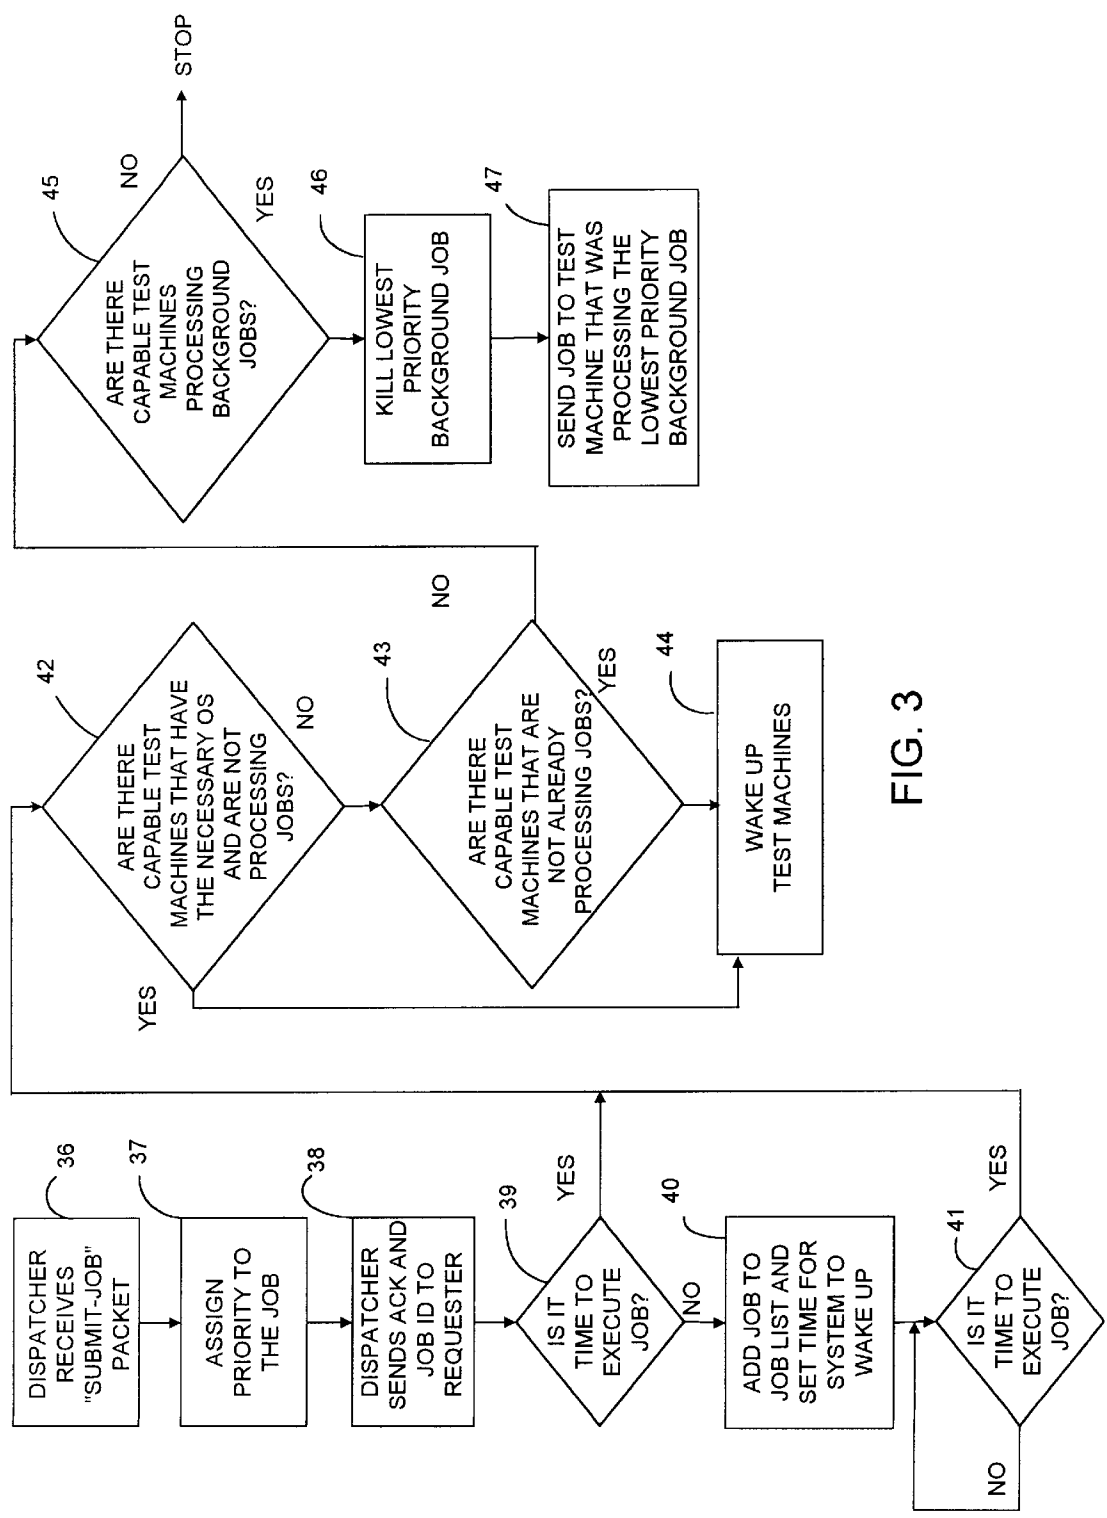 36
DISPATCHER
RECEIVES
"SUBMIT-JOB"
PACKET
37
ASSIGN
PRIORITY TO
THE JOB
38
DISPATCHER
SENDS ACK AND
JOB ID TO
REQUESTER
39
IS IT
TIME TO
EXECUTE
JOB?
YES
NO
40
ADD JOB TO
JOB LIST AND
SET TIME FOR
SYSTEM TO
WAKE UP
41
IS IT
TIME TO
EXECUTE
JOB?
YES
NO
42
ARE THERE
CAPABLE TEST
MACHINES THAT HAVE
THE NECESSARY OS
AND ARE NOT
PROCESSING
JOBS?
YES
NO
43
ARE THERE
CAPABLE TEST
MACHINES THAT ARE
NOT ALREADY
PROCESSING JOBS?
NO
YES
44
WAKE UP
TEST MACHINES
45
ARE THERE
CAPABLE TEST
MACHINES
PROCESSING
BACKGROUND
JOBS?
NO
STOP
YES
46
KILL LOWEST
PRIORITY
BACKGROUND JOB
47
SEND JOB TO TEST
MACHINE THAT WAS
PROCESSING THE
LOWEST PRIORITY
BACKGROUND JOB
FIG. 3